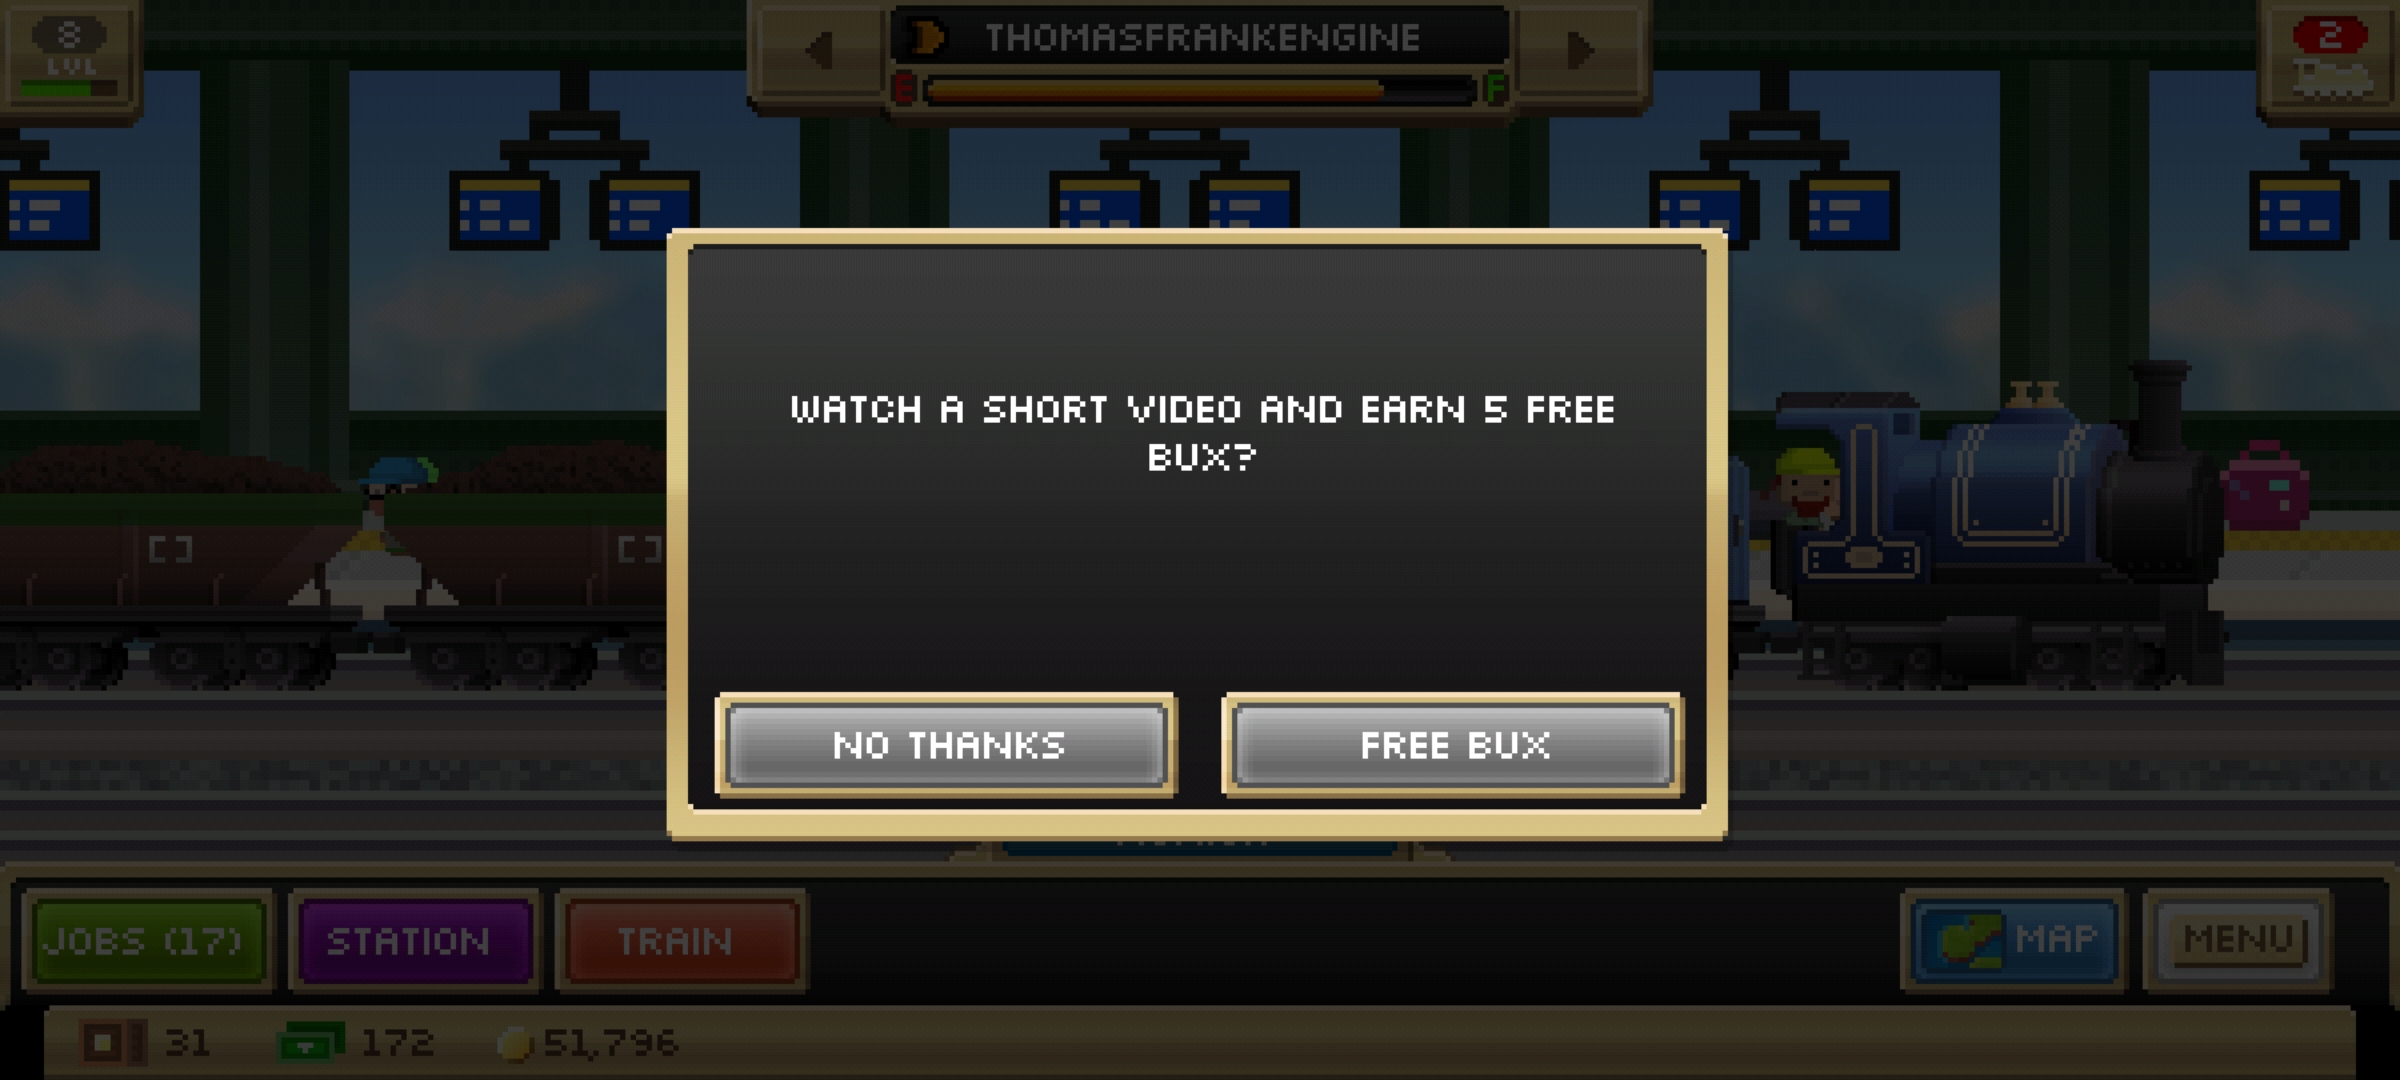 8
LVL
THOMASFRANKENGINE
E F
2
WATCH A SHORT VIDEO AND EARN 5 FREE
BUX?
NO THANKS
FREE BUX
JOBS (17)
STATION
TRAIN
MAP
MENU
31
172
51,796